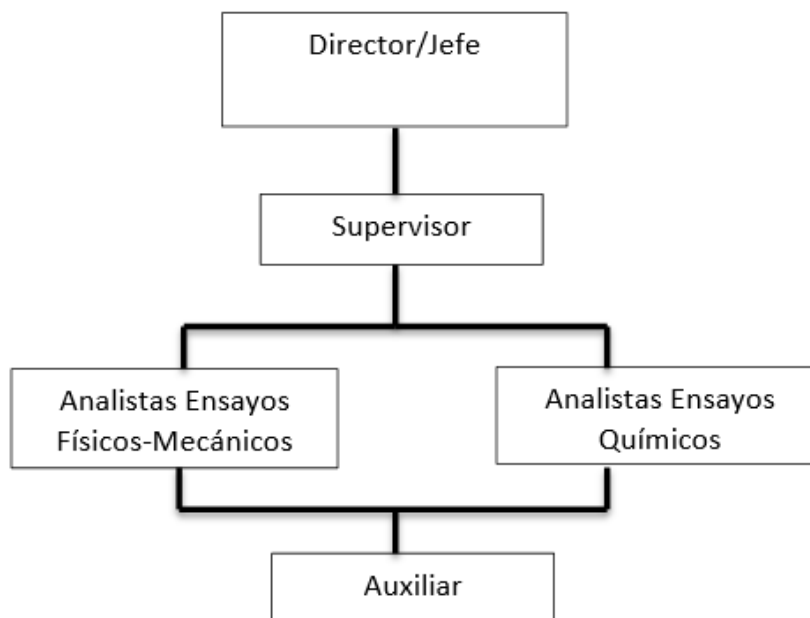 Director/Jefe
Supervisor
Analistas Ensayos
Físicos-Mecánicos
Analistas Ensayos
Químicos
Auxiliar